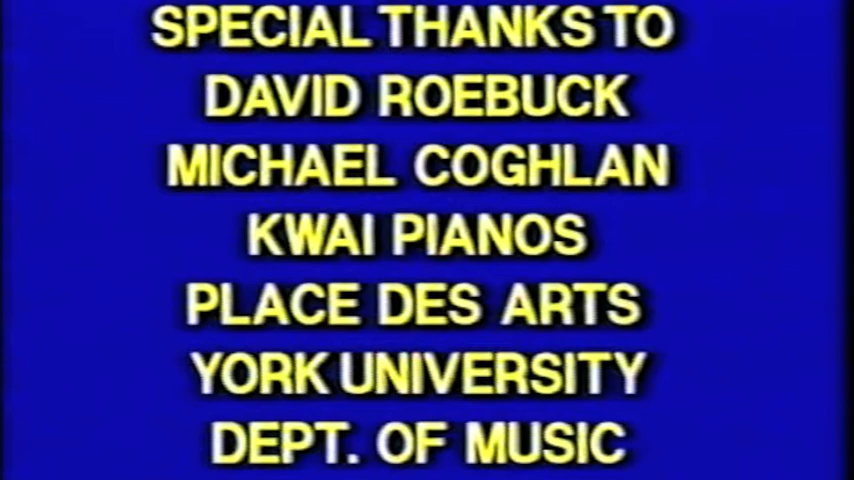 SPECIAL THANKS TO
DAVID ROEBUCK
MICHAEL COGHLAN
KWAI PIANOS
PLACE DES ARTS
YORK UNIVERSITY
DEPT. OF MUSIC